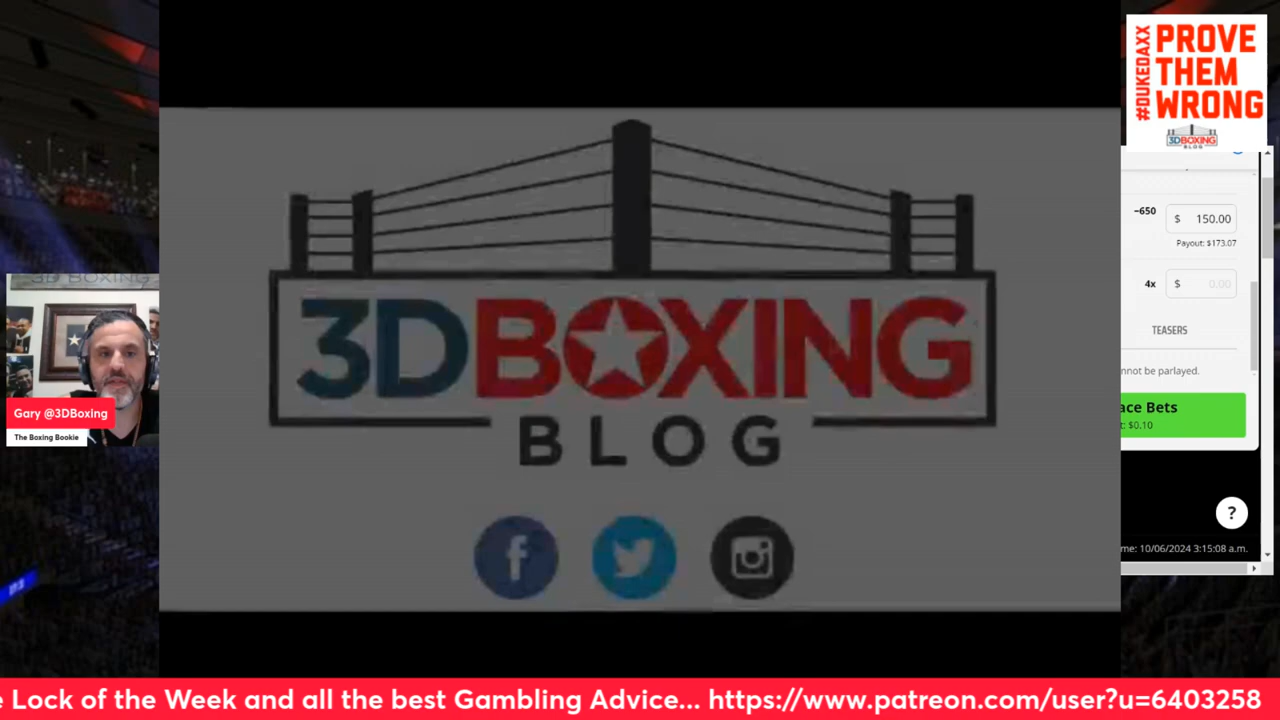 #DUKEDAXX
PROVE
THEM
WRONG
3DBOXING
BLOG
3DBOXING
BLOG
3D BOXING
Gary @3DBoxing
The Boxing Bookie
-650
$ 150.00
Payout: $173.07
4x
$ 0.00
TEASERS
nnot be parlayed.
ace Bets
t: $0.10
?
me: 10/06/2024 3:15:08 a.m.
e Lock of the Week and all the best Gambling Advice... https://www.patreon.com/user?u=6403258